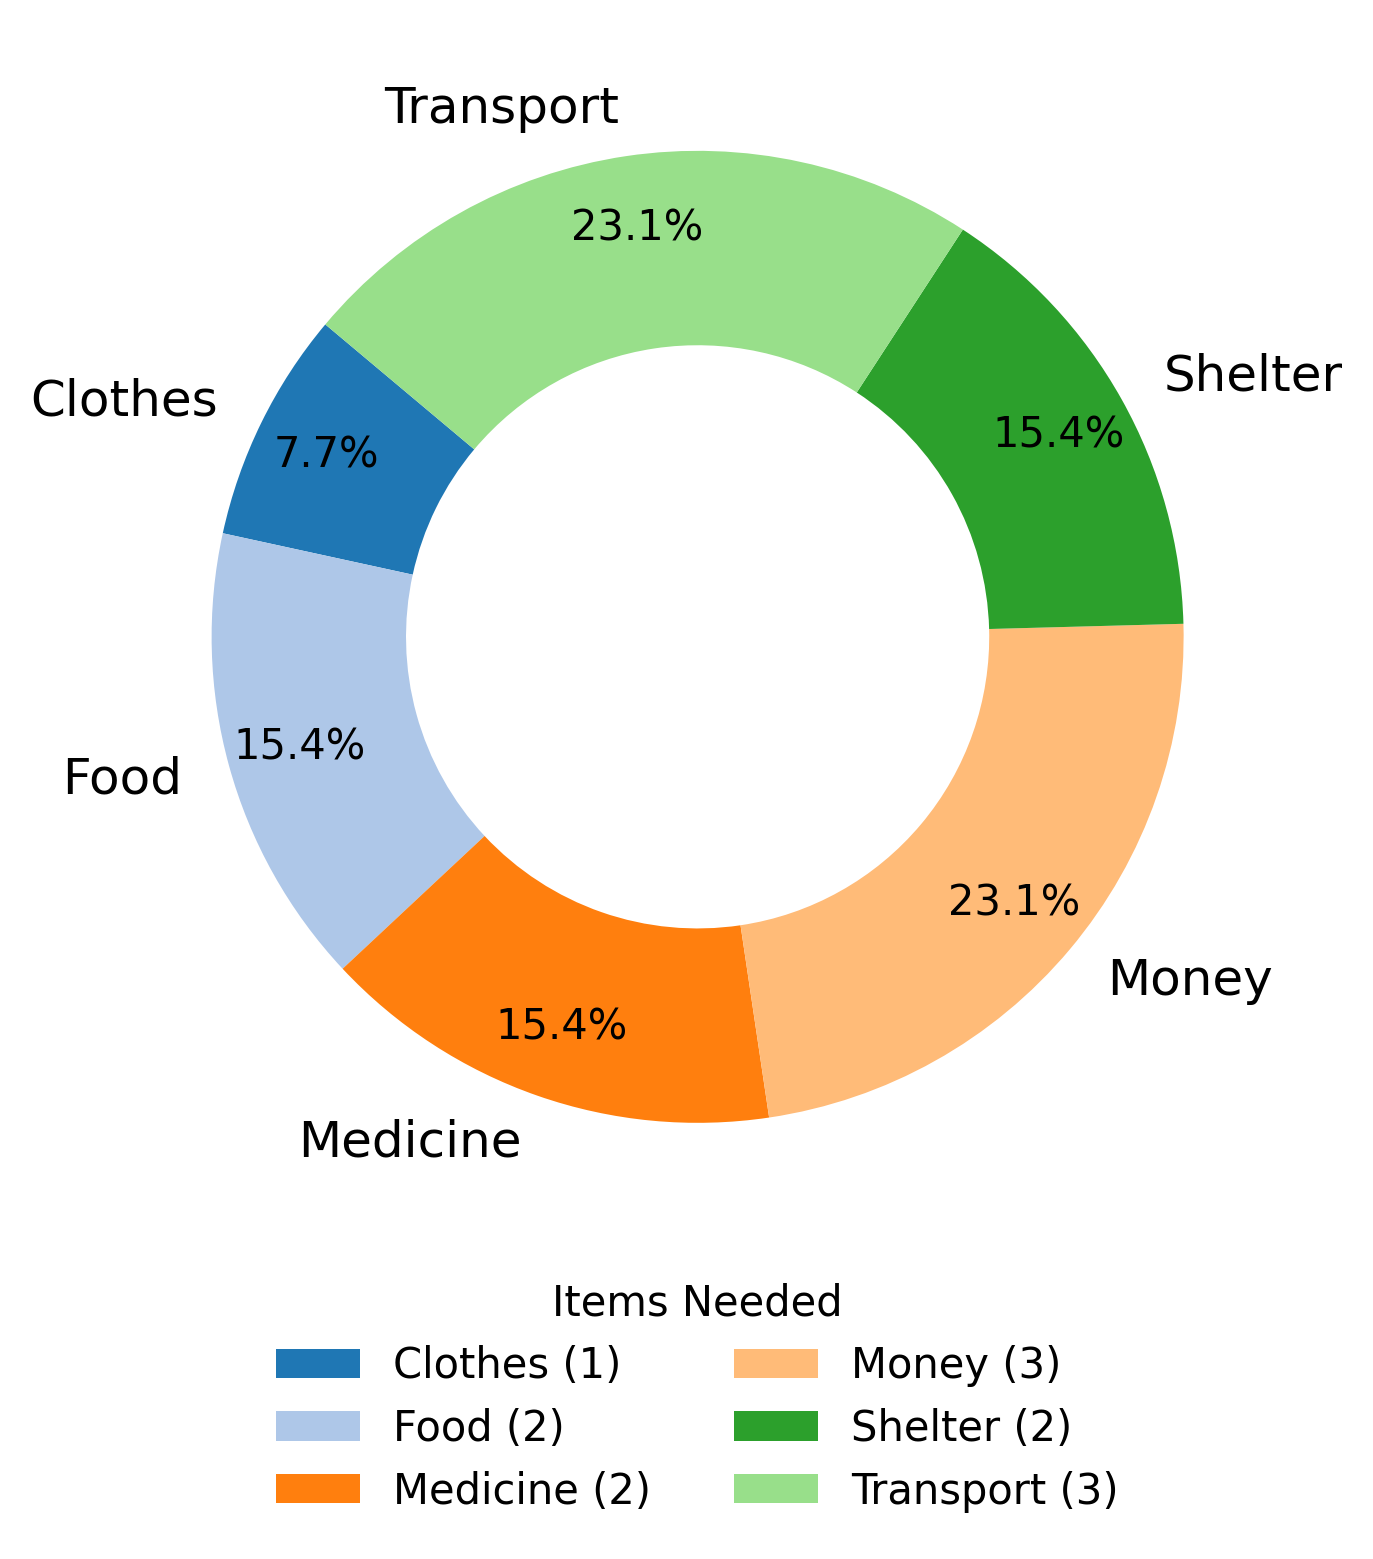 Transport
23.1%
Shelter
15.4%
Clothes
7.7%
Food
15.4%
23.1%
Money
15.4%
Medicine
Items Needed
Clothes (1)
Food (2)
Medicine (2)
Money (3)
Shelter (2)
Transport (3)